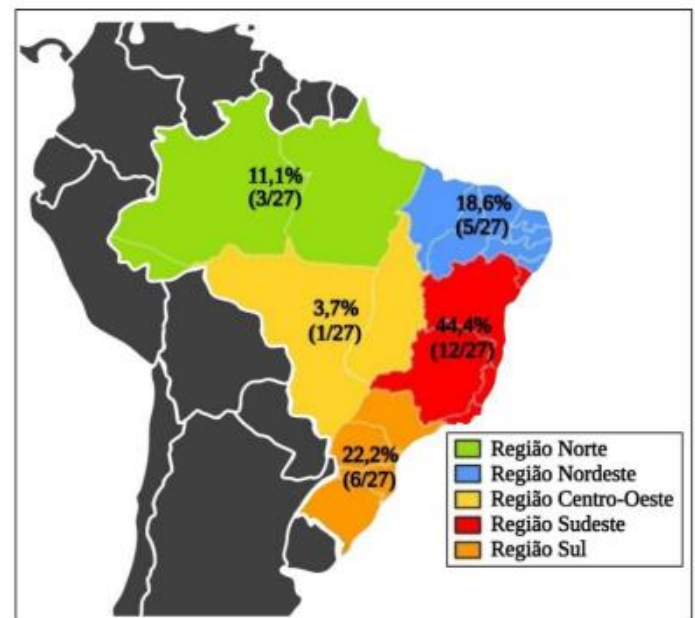 11,1%
(3/27)
18,6%
(5/27)
3,7%
(1/27)
44,4%
(12/27)
22,2%
(6/27)
Região Norte
Região Nordeste
Região Centro-Oeste
Região Sudeste
Região Sul